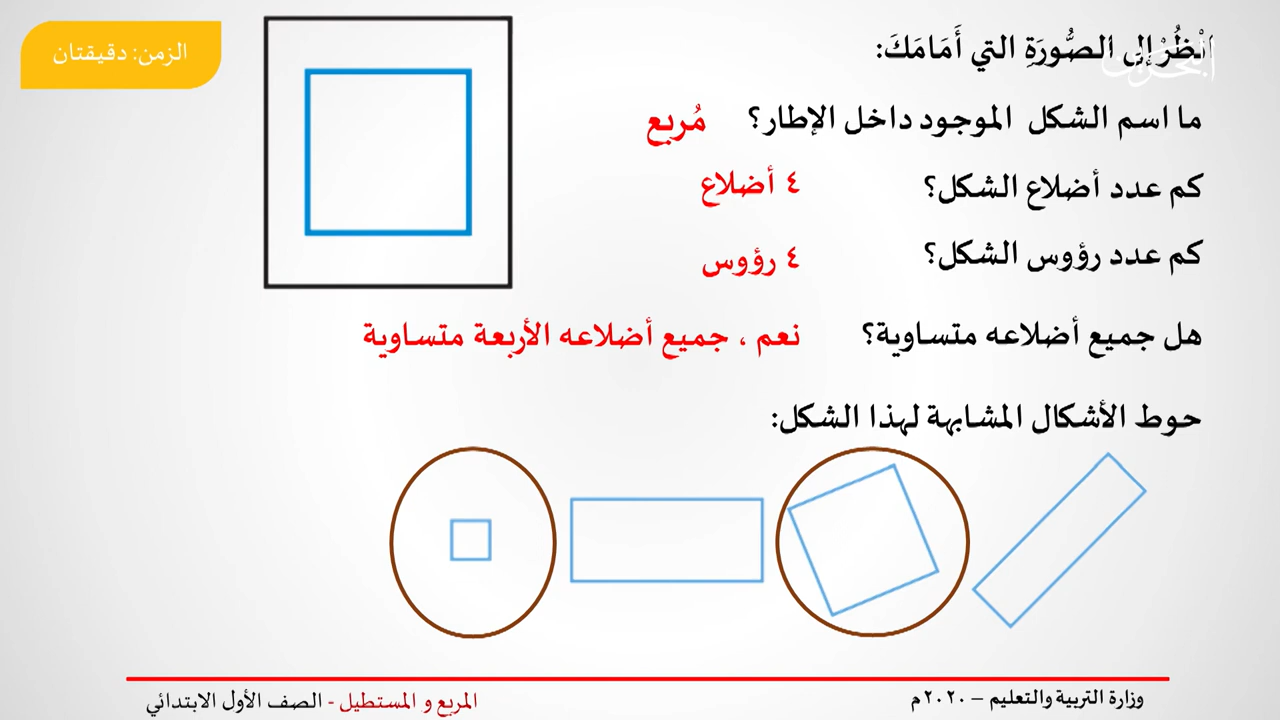 الزمن: دقيقتان
اُنْظُرْ إلى الصُّورَةِ التي أَمَامَكَ:
البحرين
ما اسم الشكل الموجود داخل الإطار؟ مُربع
كم عدد أضلاع الشكل؟ ٤ أضلاع
كم عدد رؤوس الشكل؟ ٤ رؤوس
هل جميع أضلاعه متساوية؟ نعم ، جميع أضلاعه الأربعة متساوية
حوط الأشكال المشابهة لهذا الشكل:
وزارة التربية والتعليم – ٢٠٢٠م
المربع و المستطيل - الصف الأول الابتدائي